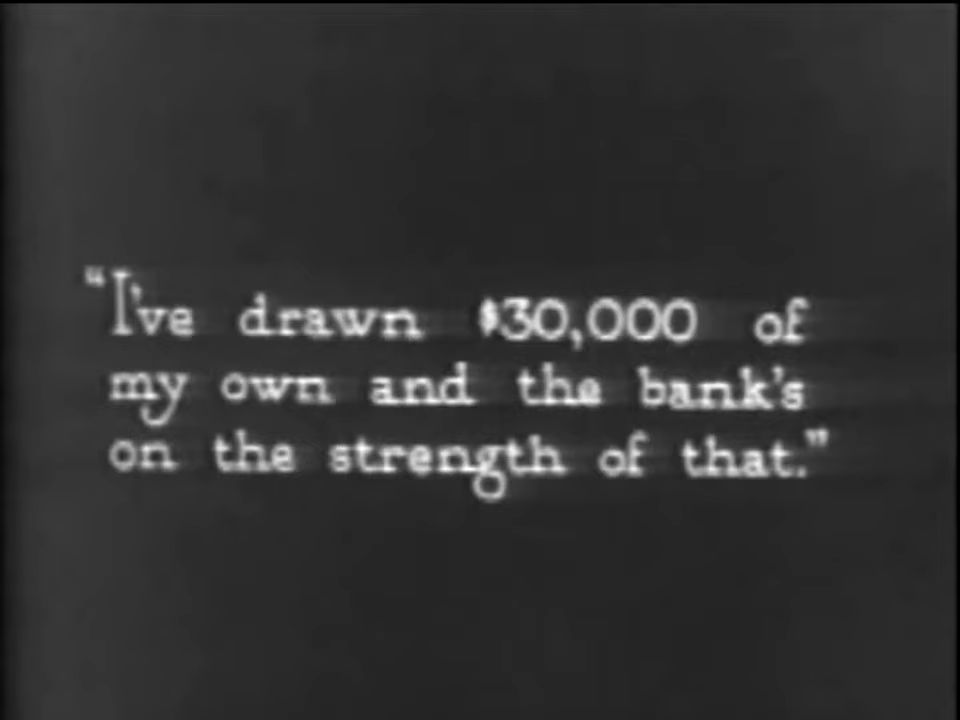 "I've drawn $30,000 of
my own and the bank's
on the strength of that."